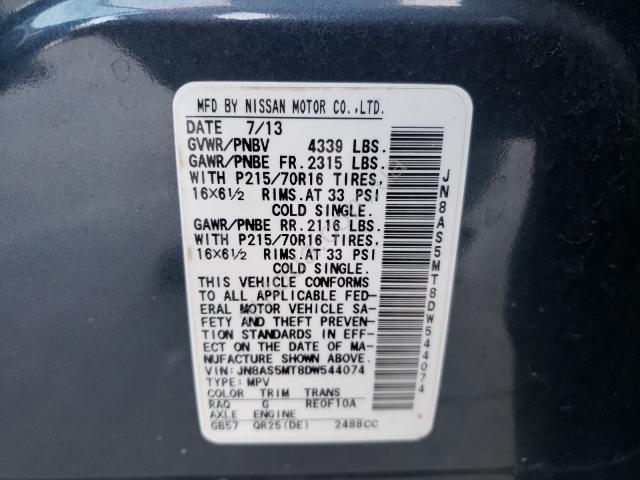 MFD BY NISSAN MOTOR CO.,LTD.
DATE 7/13
GVWR/PNBV 4339 LBS.
GAWR/PNBE FR. 2315 LBS.
WITH P215/70R16 TIRES,
16×6½ RIMS. AT 33 PSI
COLD SINGLE.
GAWR/PNBE RR. 2116 LBS.
WITH P215/70R16 TIRES,
16×6½ RIMS. AT 33 PSI
COLD SINGLE.
THIS VEHICLE CONFORMS
TO ALL APPLICABLE FED-
ERAL MOTOR VEHICLE SA-
FETY AND THEFT PREVEN-
TION STANDARDS IN EFF-
ECT ON THE DATE OF MA-
NUFACTURE SHOWN ABOVE.
VIN: JN8AS5MT8DW544074
TYPE: MPV
COLOR TRIM TRANS
RAQ G RE0F10A
AXLE ENGINE
GB57 QR25(DE) 2488CC
JN8AS5MT8DW544074